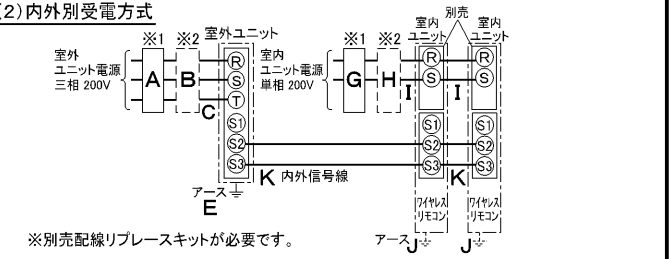 (2)内外別受電方式
※1 ※2 室外ユニット
室外
ユニット電源
三相 200V
A B C
R
S
T
S1
S2
S3
アース
E
室内
ユニット電源
単相 200V
※1 ※2
G H I I
室内
ユニット
別売
室内
ユニット
R R
S S
S1 S1
S2 S2
S3 S3
K 内外信号線
K
ワイヤレス
リモコン
ワイヤレス
リモコン
アース J J
※別売配線リプレースキットが必要です。